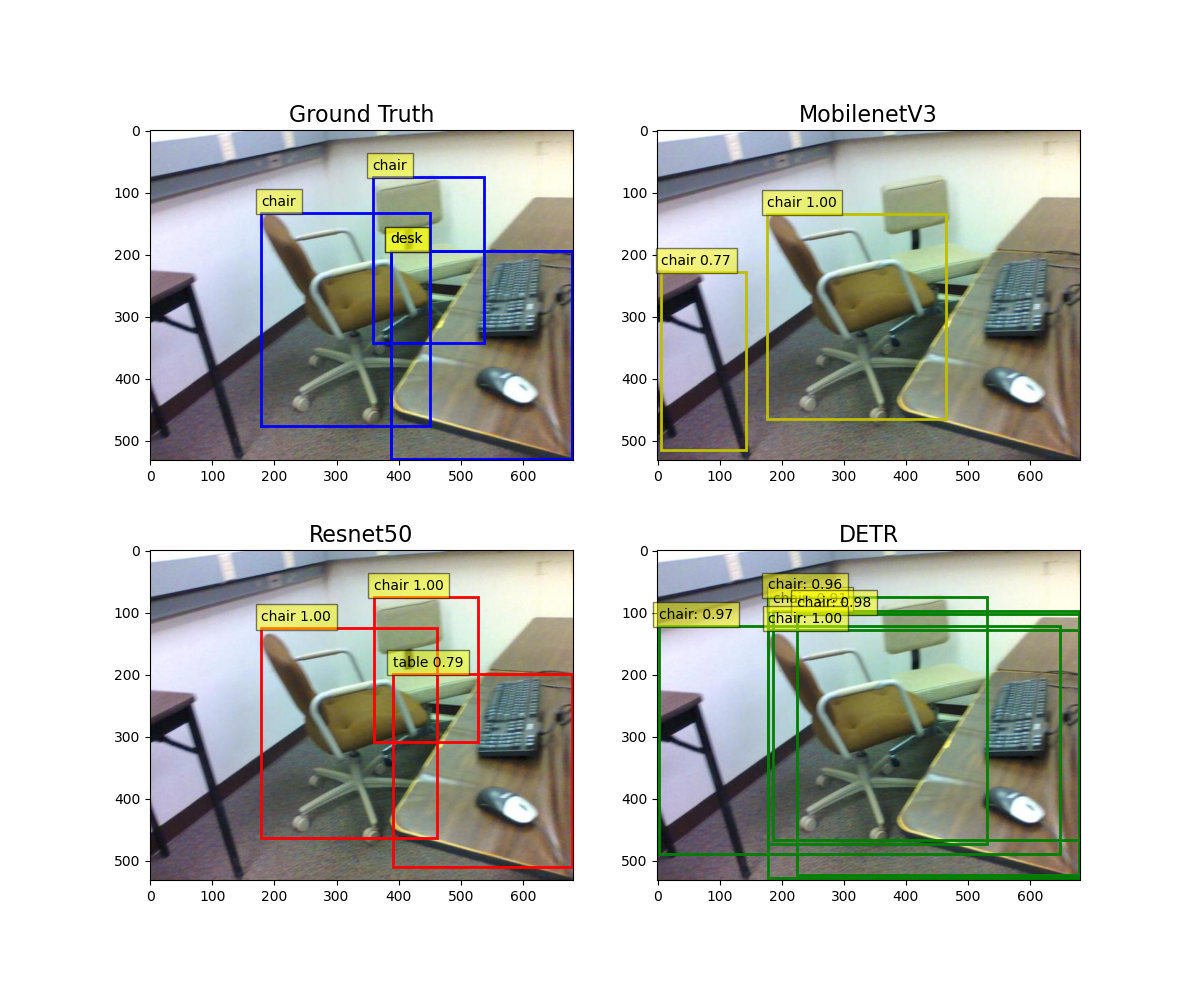 Ground Truth
0
100
200
300
400
500
0 100 200 300 400 500 600
chair
chair
desk
MobilenetV3
0
100
200
300
400
500
0 100 200 300 400 500 600
chair 1.00
chair 0.77
Resnet50
0
100
200
300
400
500
0 100 200 300 400 500 600
chair 1.00
chair 1.00
table 0.79
DETR
0
100
200
300
400
500
0 100 200 300 400 500 600
chair: 0.96
chair: 0.98
chair: 0.97
chair: 1.00